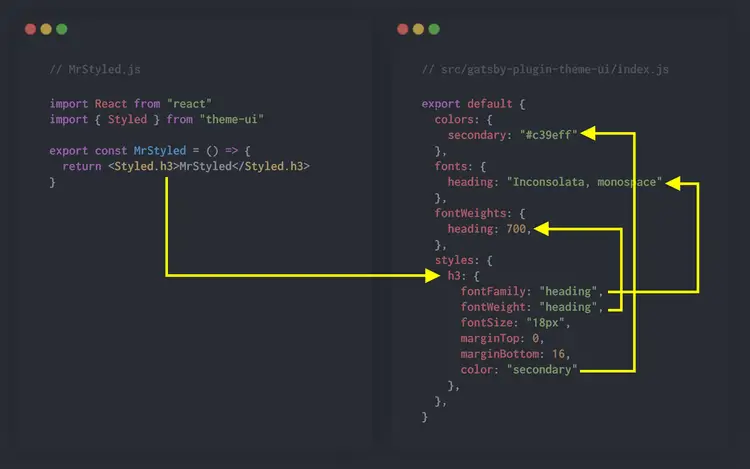 // MrStyled.js
import React from "react"
import { Styled } from "theme-ui"
export const MrStyled = () => {
return <Styled.h3>MrStyled</Styled.h3>
}
// src/gatsby-plugin-theme-ui/index.js
export default {
colors: {
secondary: "#c39eff"
},
fonts: {
heading: "Inconsolata, monospace"
},
fontWeights: {
heading: 700,
},
styles: {
h3: {
fontFamily: "heading",
fontWeight: "heading",
fontSize: "18px",
marginTop: 0,
marginBottom: 16,
color: "secondary"
},
},
}